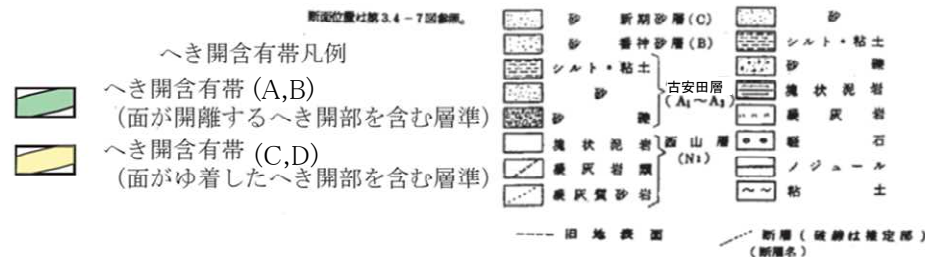 断面位置は第3.4-7図参照。
へき開含有帯凡例
へき開含有帯 (A,B)
(面が開離するへき開部を含む層準)
へき開含有帯 (C,D)
(面がゆ着したへき開部を含む層準)
砂 新期砂層(C)
砂 番神砂層(B)
シルト・粘土
砂
砂 礫
古安田層
(A₁~A₃)
塊状泥岩
凝灰岩類
凝灰質砂岩
西山層
(N₂)
砂
シルト・粘土
砂 礫
塊状泥岩
凝灰岩
軽石
ノジュール
粘土
旧地表面
断層(破線は推定部)
(断層名)